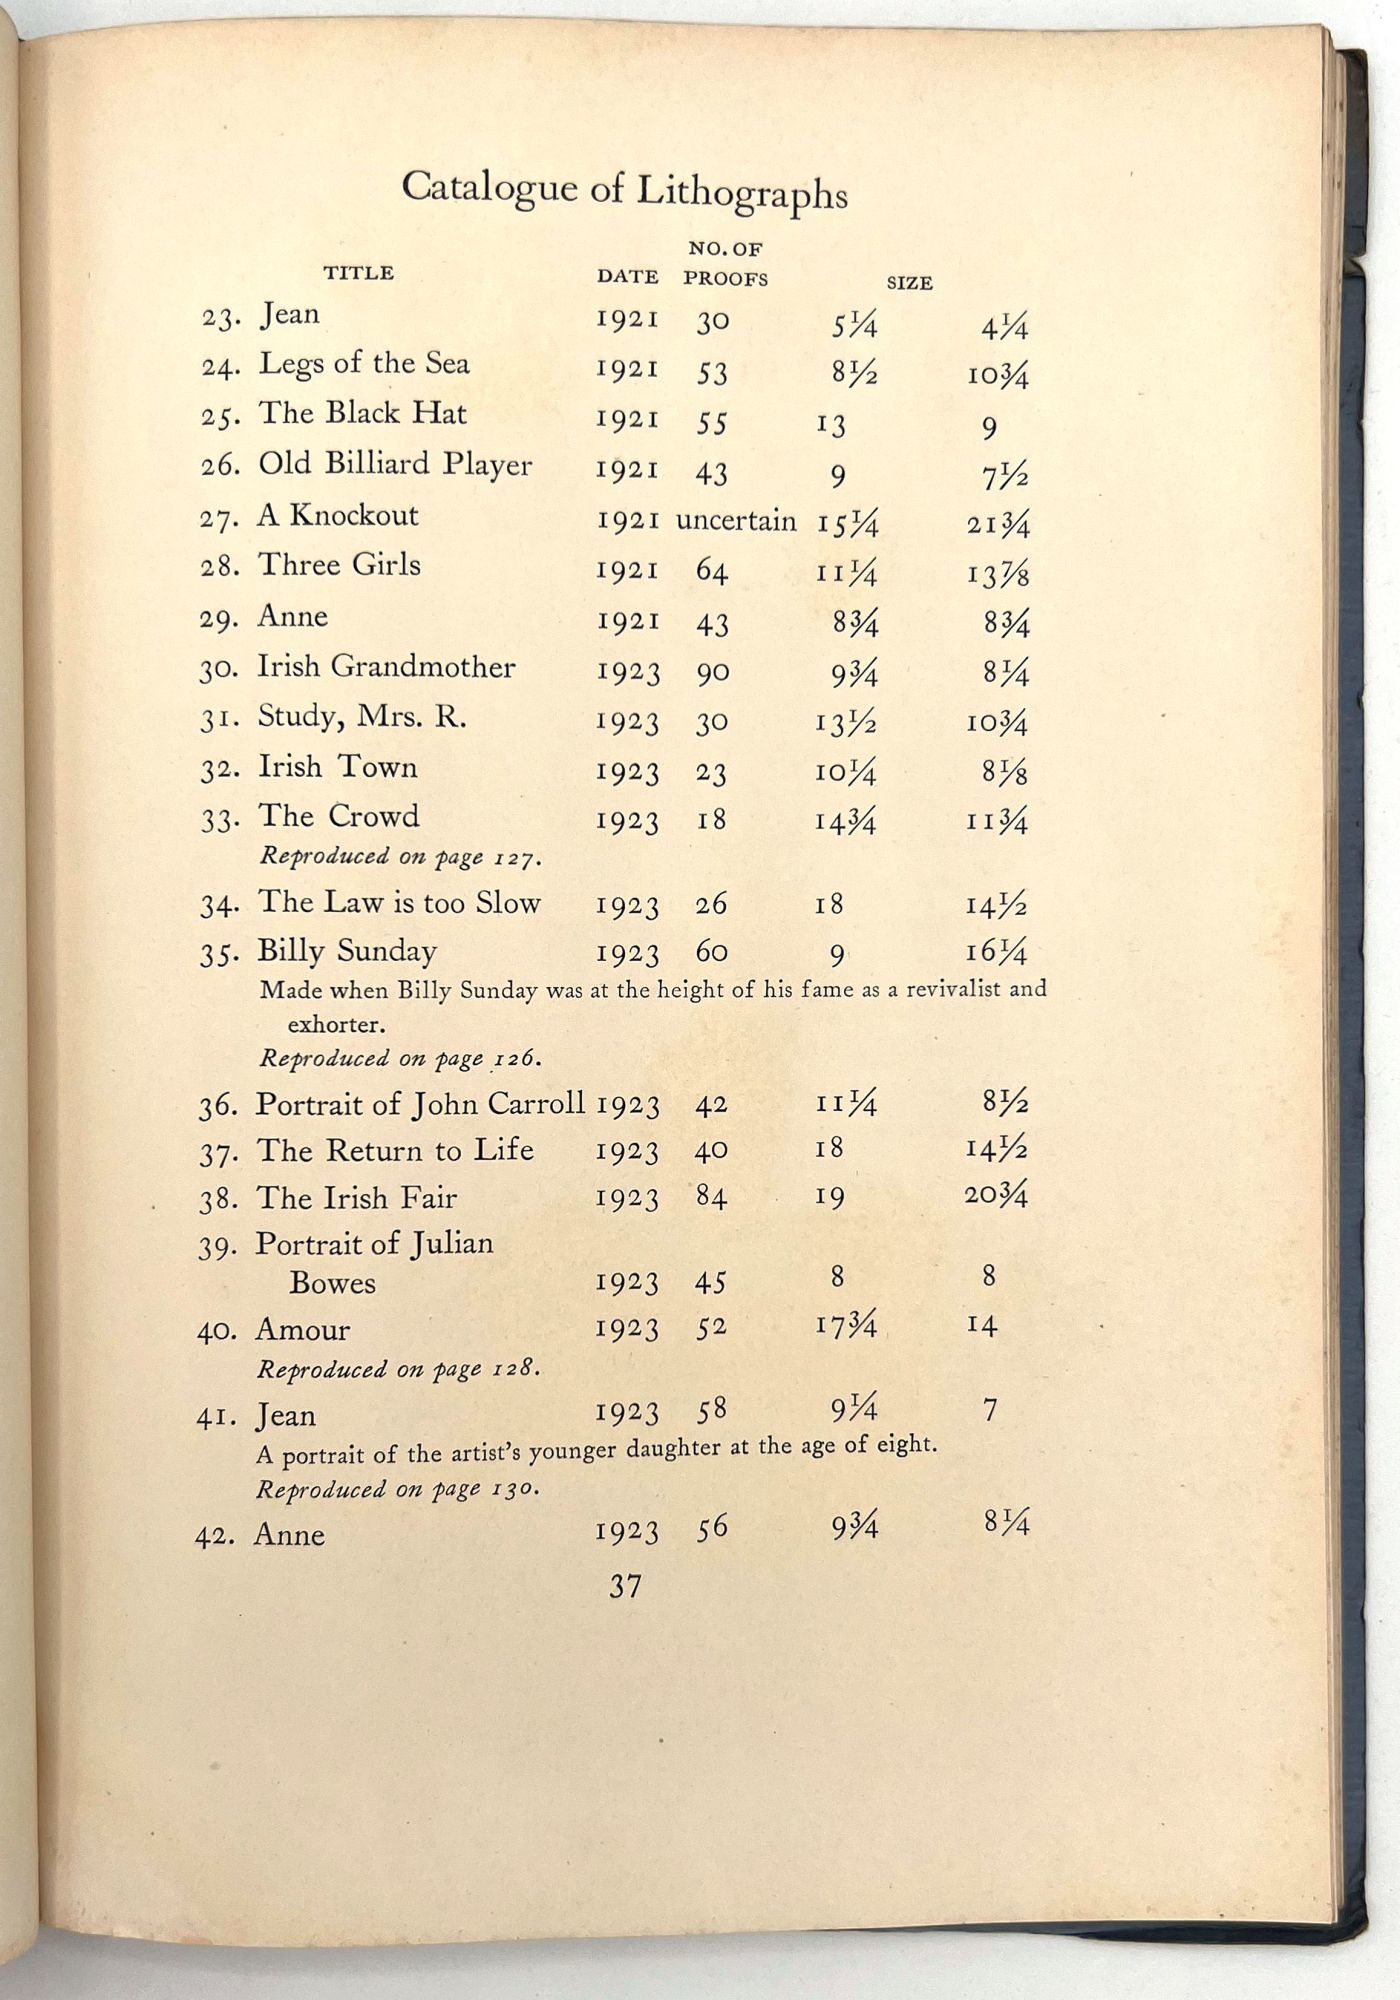 Catalogue of Lithographs
NO. OF
TITLE DATE PROOFS SIZE
23. Jean 1921 30 5¼ 4¼
24. Legs of the Sea 1921 53 8½ 10¾
25. The Black Hat 1921 55 13 9
26. Old Billiard Player 1921 43 9 7½
27. A Knockout 1921 uncertain 15¼ 21¾
28. Three Girls 1921 64 11¼ 13⅞
29. Anne 1921 43 8¾ 8¾
30. Irish Grandmother 1923 90 9¾ 8¼
31. Study, Mrs. R. 1923 30 13½ 10¾
32. Irish Town 1923 23 10¼ 8⅛
33. The Crowd 1923 18 14¾ 11¾
Reproduced on page 127.
34. The Law is too Slow 1923 26 18 14½
35. Billy Sunday 1923 60 9 16¼
Made when Billy Sunday was at the height of his fame as a revivalist and
exhorter.
Reproduced on page 126.
36. Portrait of John Carroll 1923 42 11¼ 8½
37. The Return to Life 1923 40 18 14½
38. The Irish Fair 1923 84 19 20¾
39. Portrait of Julian
Bowes 1923 45 8 8
40. Amour 1923 52 17¾ 14
Reproduced on page 128.
41. Jean 1923 58 9¼ 7
A portrait of the artist's younger daughter at the age of eight.
Reproduced on page 130.
42. Anne 1923 56 9¾ 8¼
37